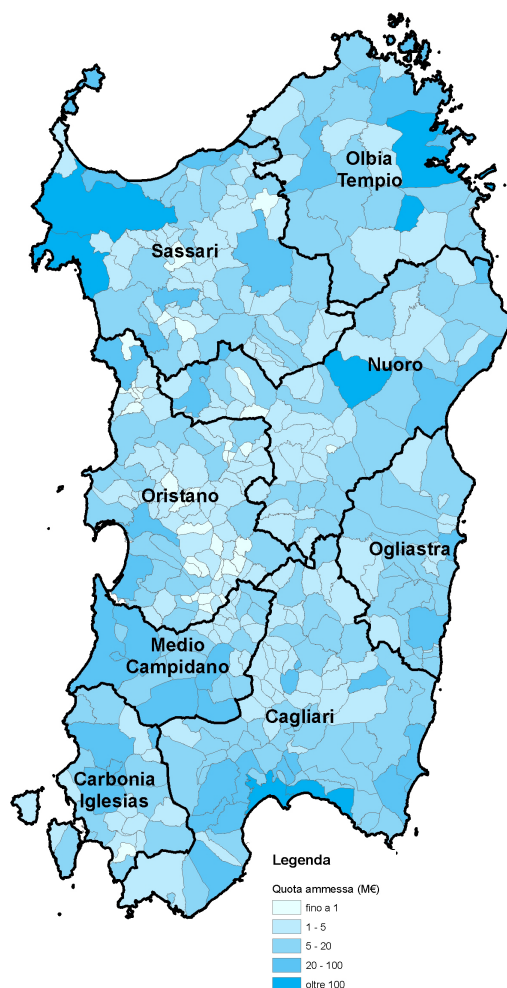 Olbia
Tempio
Sassari
Nuoro
Oristano
Ogliastra
Medio
Campidano
Cagliari
Carbonia
Iglesias
Legenda
Quota ammessa (M€)
fino a 1
1 - 5
5 - 20
20 - 100
oltre 100